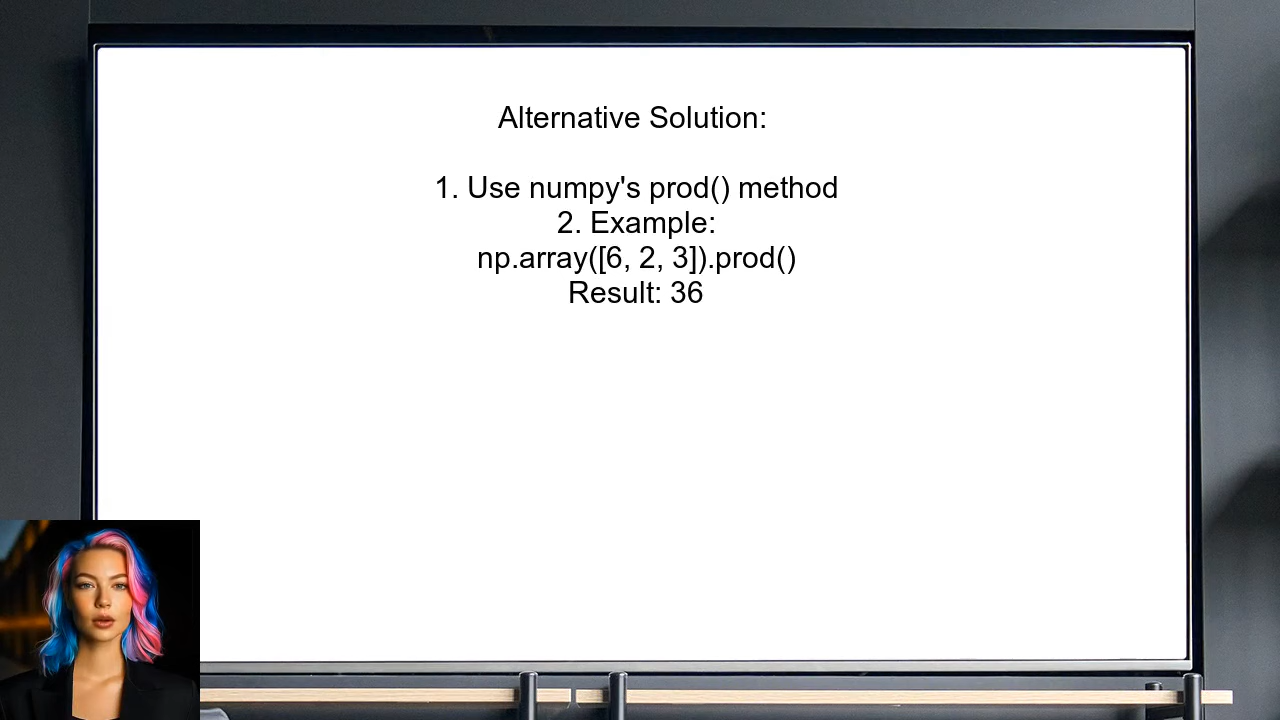 Alternative Solution:
1. Use numpy's prod() method
2. Example:
np.array([6, 2, 3]).prod()
Result: 36